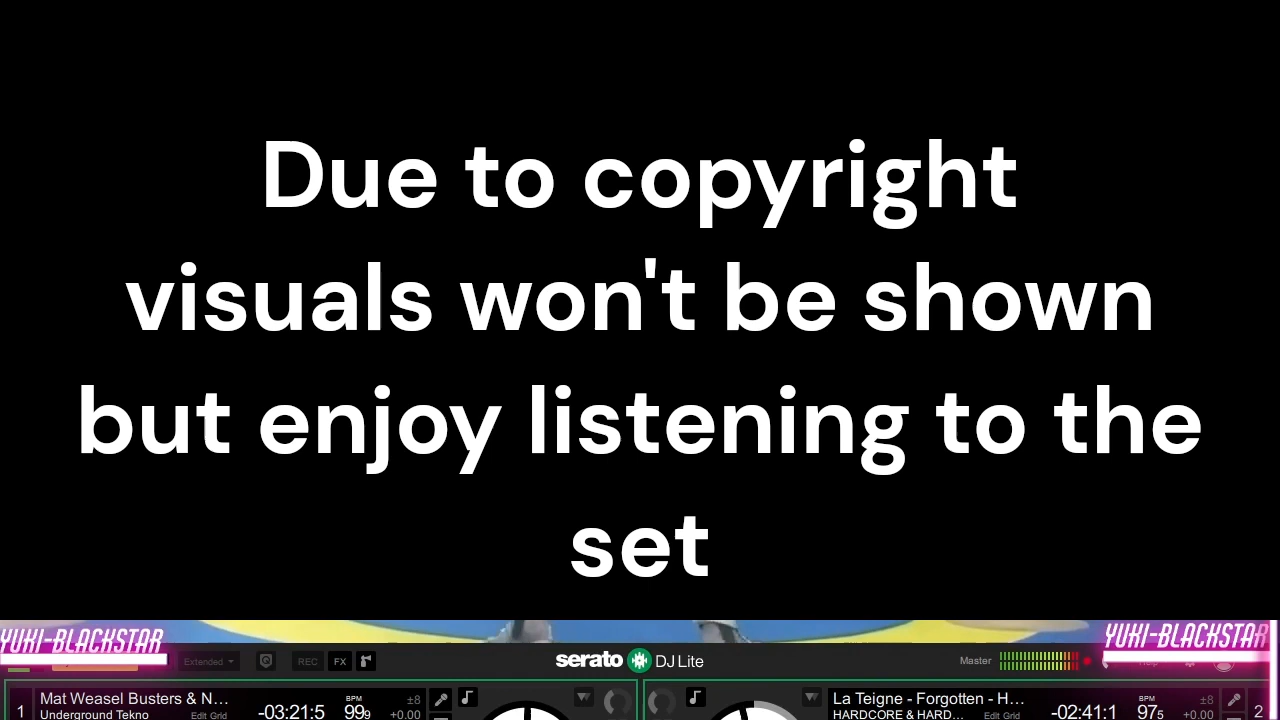 Due to copyright
visuals won't be shown
but enjoy listening to the
set
YUKI-BLACKSTAR YUKI-BLACKSTAR
Extended REC FX serato DJ Lite Master Help
1 Mat Weasel Busters & N... BPM ±8 La Teigne - Forgotten - H... BPM ±8
Underground Tekno Edit Grid -03:21:5 99.9 +0.00 HARDCORE & HARD... Edit Grid -02:41:1 97.5 +0.00 2